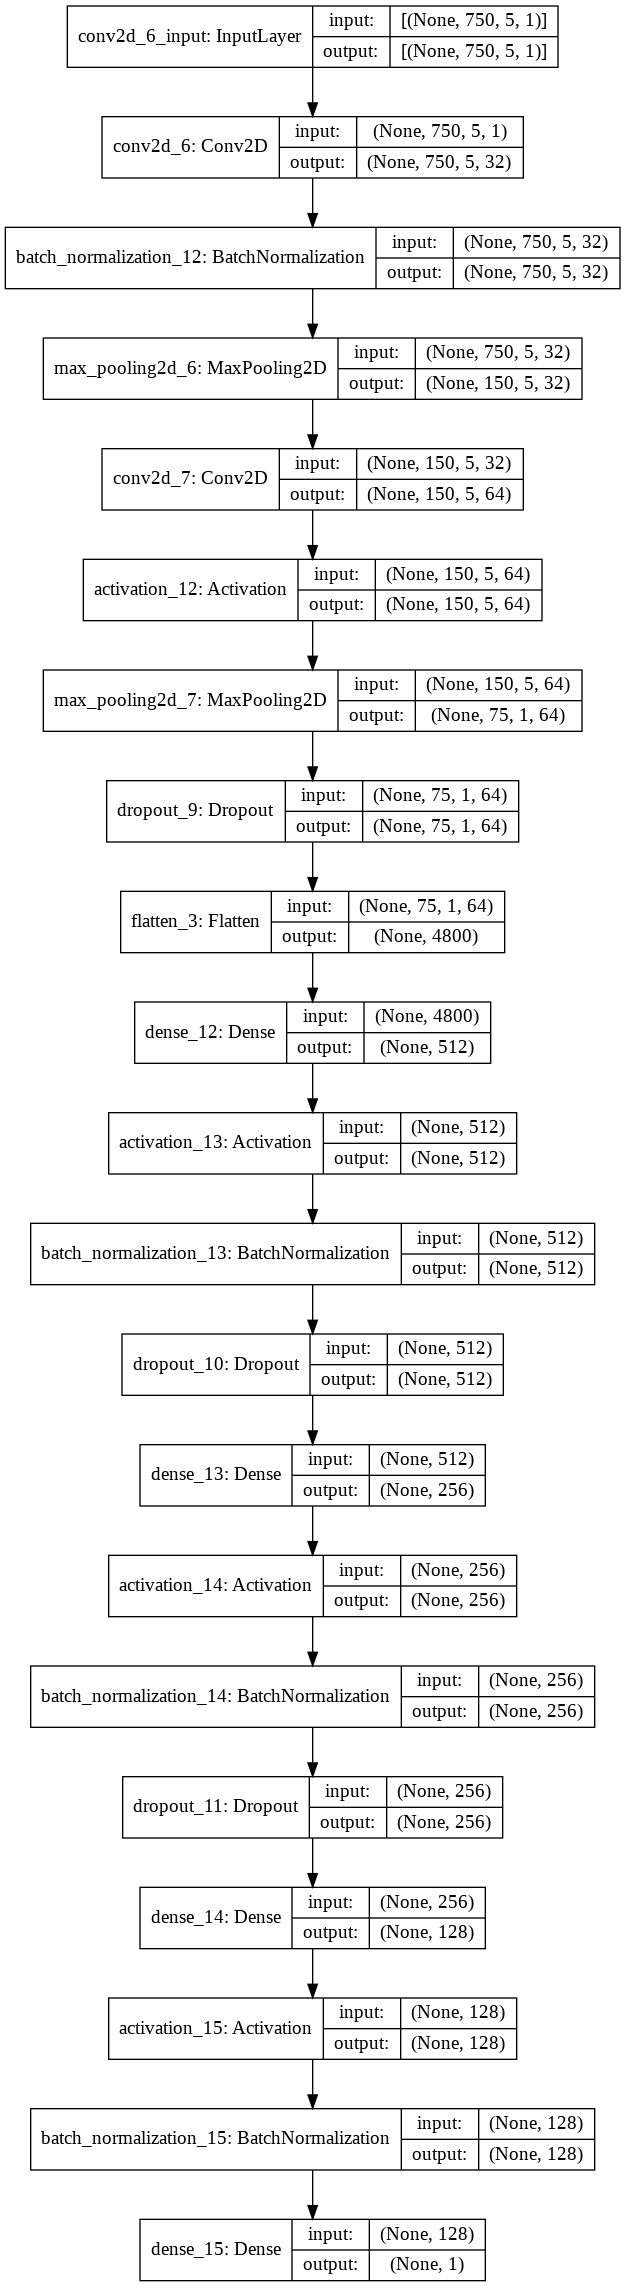 conv2d_6_input: InputLayer
input: [(None, 750, 5, 1)]
output: [(None, 750, 5, 1)]
conv2d_6: Conv2D
input: (None, 750, 5, 1)
output: (None, 750, 5, 32)
batch_normalization_12: BatchNormalization
input: (None, 750, 5, 32)
output: (None, 750, 5, 32)
max_pooling2d_6: MaxPooling2D
input: (None, 750, 5, 32)
output: (None, 150, 5, 32)
conv2d_7: Conv2D
input: (None, 150, 5, 32)
output: (None, 150, 5, 64)
activation_12: Activation
input: (None, 150, 5, 64)
output: (None, 150, 5, 64)
max_pooling2d_7: MaxPooling2D
input: (None, 150, 5, 64)
output: (None, 75, 1, 64)
dropout_9: Dropout
input: (None, 75, 1, 64)
output: (None, 75, 1, 64)
flatten_3: Flatten
input: (None, 75, 1, 64)
output: (None, 4800)
dense_12: Dense
input: (None, 4800)
output: (None, 512)
activation_13: Activation
input: (None, 512)
output: (None, 512)
batch_normalization_13: BatchNormalization
input: (None, 512)
output: (None, 512)
dropout_10: Dropout
input: (None, 512)
output: (None, 512)
dense_13: Dense
input: (None, 512)
output: (None, 256)
activation_14: Activation
input: (None, 256)
output: (None, 256)
batch_normalization_14: BatchNormalization
input: (None, 256)
output: (None, 256)
dropout_11: Dropout
input: (None, 256)
output: (None, 256)
dense_14: Dense
input: (None, 256)
output: (None, 128)
activation_15: Activation
input: (None, 128)
output: (None, 128)
batch_normalization_15: BatchNormalization
input: (None, 128)
output: (None, 128)
dense_15: Dense
input: (None, 128)
output: (None, 1)